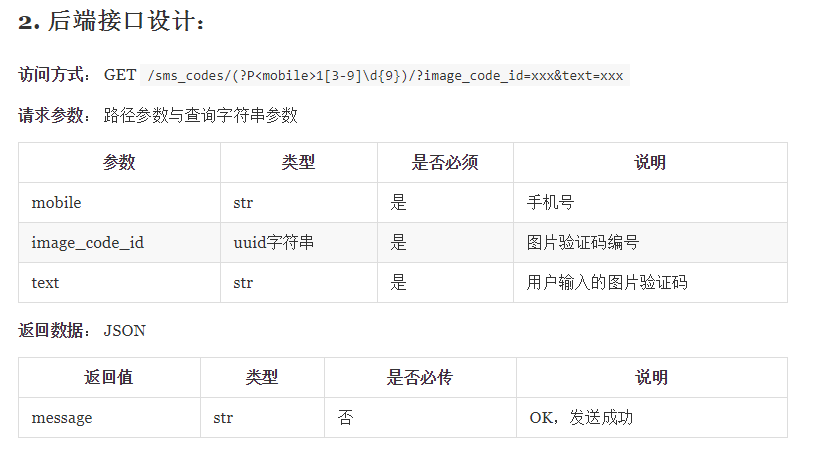 2. 后端接口设计：
访问方式： GET /sms_codes/(?P<mobile>1[3-9]\d{9})/?image_code_id=xxx&text=xxx
请求参数： 路径参数与查询字符串参数
参数 类型 是否必须 说明
mobile str 是 手机号
image_code_id uuid字符串 是 图片验证码编号
text str 是 用户输入的图片验证码
返回数据： JSON
返回值 类型 是否必传 说明
message str 否 OK，发送成功